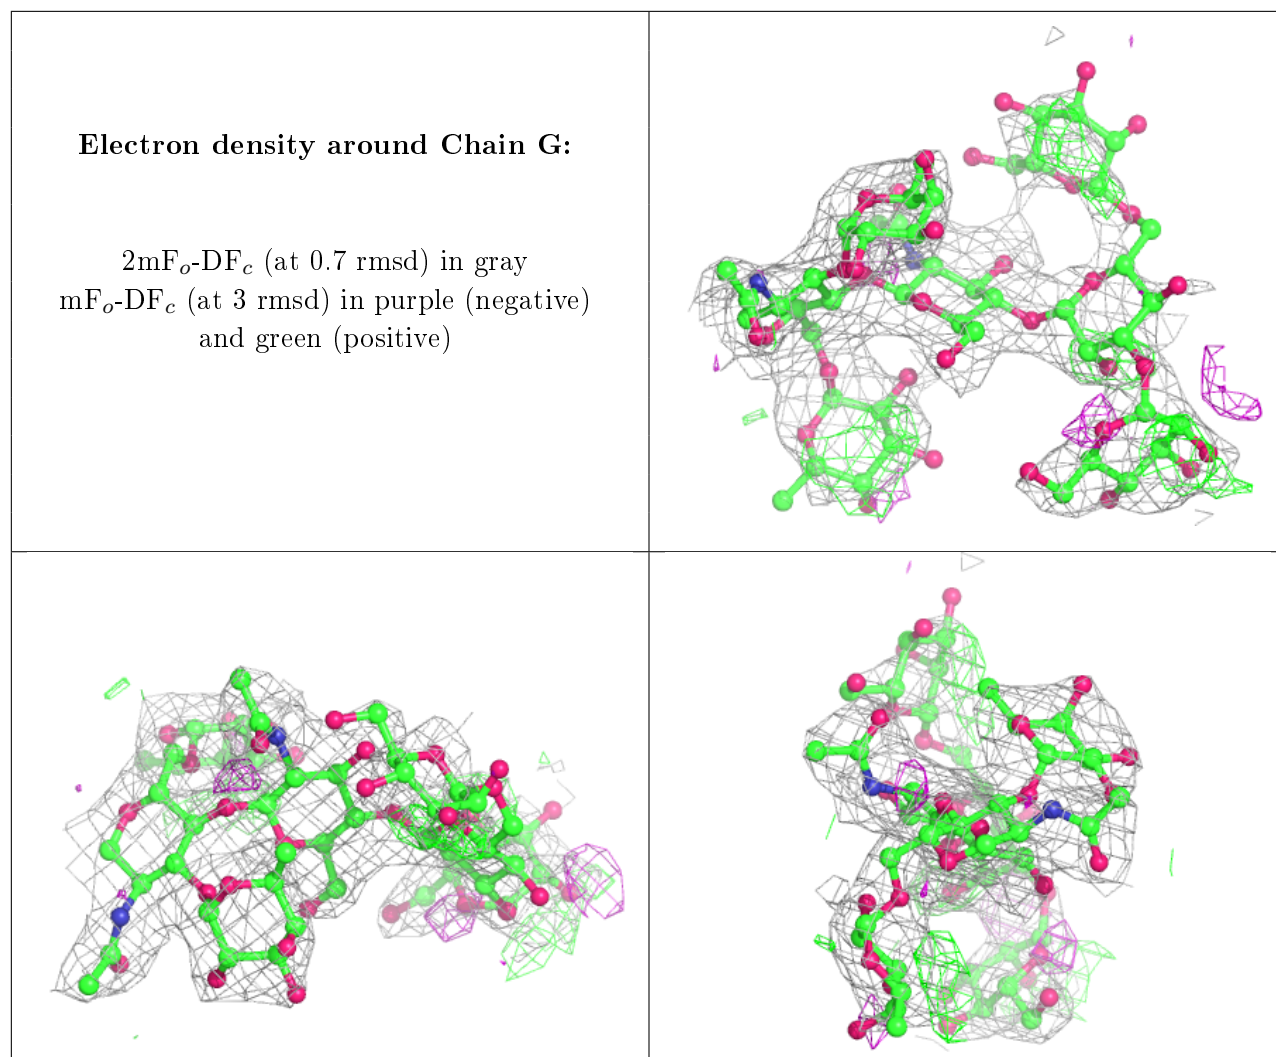 Electron density around Chain G:
2mFₒ-DF𝒸 (at 0.7 rmsd) in gray
mFₒ-DF𝒸 (at 3 rmsd) in purple (negative)
and green (positive)